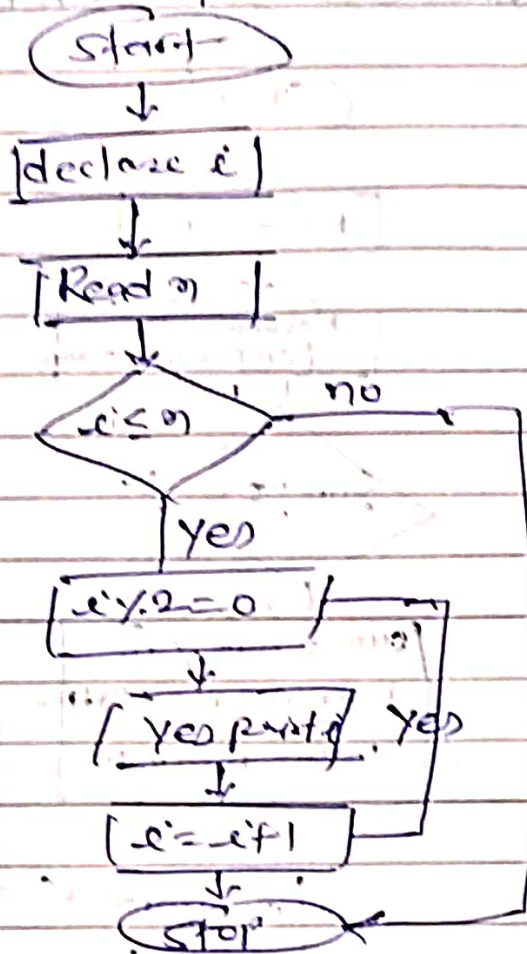 Start
declare i
Read n
i ≤ n
no
yes
i%2=0
yes print i
yes
i=i+1
stop